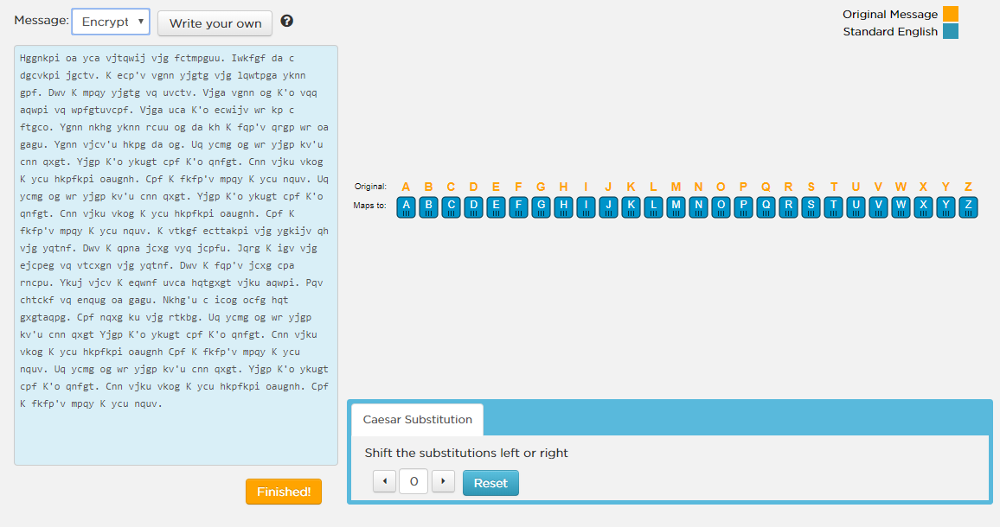 Message: Encrypt Write your own
Original Message
Standard English
Hggnkpi oa yca vjtqwij vjg fctmpguu. Iwkfgf da c
dgcvkpi jgctv. K ecp'v vgnn yjgtg vjg lqwtpga yknn
gpf. Dwv K mpqy yjgtg vq uvctv. Vjga vgnn og K'o vqq
aqwpi vq wpfgtuvcpf. Vjga uca K'o ecwijv wr kp c
ftgco. Ygnn nkhg yknn rcuu og da kh K fqp'v qrgp wr oa
gagu. Ygnn vjcv'u hkpg da og. Uq ycmg og wr yjgp kv'u
cnn qxgt. Yjgp K'o ykugt cpf K'o qnfgt. Cnn vjku vkog
K ycu hkpfkpi oaugnh. Cpf K fkfp'v mpqy K ycu nquv. Uq
ycmg og wr yjgp kv'u cnn qxgt. Yjgp K'o ykugt cpf K'o
qnfgt. Cnn vjku vkog K ycu hkpfkpi oaugnh. Cpf K
fkfp'v mpqy K ycu nquv. K vtkgf ecttakpi vjg ygkijv qh
vjg yqtnf. Dwv K qpna jcxg vyq jcpfu. Jqrg K igv vjg
ejcpeg vq vtcxgn vjg yqtnf. Dwv K fqp'v jcxg cpa
rncpu. Ykuj vjcv K eqwnf uvca hqtgxgt vjku aqwpi. Pqv
chtckf vq enqug oa gagu. Nkhg'u c icog ocfg hqt
gxgtaqpg. Cpf nqxg ku vjg rtkbg. Uq ycmg og wr yjgp
kv'u cnn qxgt Yjgp K'o ykugt cpf K'o qnfgt. Cnn vjku
vkog K ycu hkpfkpi oaugnh Cpf K fkfp'v mpqy K ycu
nquv. Uq ycmg og wr yjgp kv'u cnn qxgt. Yjgp K'o ykugt
cpf K'o qnfgt. Cnn vjku vkog K ycu hkpfkpi oaugnh. Cpf
K fkfp'v mpqy K ycu nquv.
Finished!
Original: A B C D E F G H I J K L M N O P Q R S T U V W X Y Z
Maps to: A B C D E F G H I J K L M N O P Q R S T U V W X Y Z
Caesar Substitution
Shift the substitutions left or right
0 Reset